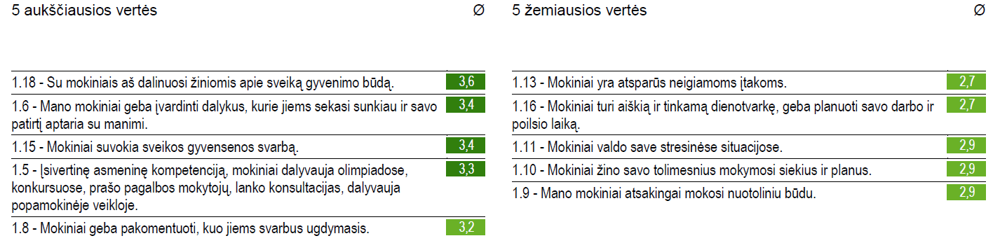 5 aukščiausios vertės Ø
1.18 - Su mokiniais aš dalinuosi žiniomis apie sveiką gyvenimo būdą. 3,6
1.6 - Mano mokiniai geba įvardinti dalykus, kurie jiems sekasi sunkiau ir savo 3,4
patirtį aptaria su manimi.
1.15 - Mokiniai suvokia sveikos gyvensenos svarbą. 3,4
1.5 - Įsivertinę asmeninę kompetenciją, mokiniai dalyvauja olimpiadose, 3,3
konkursuose, prašo pagalbos mokytojų, lanko konsultacijas, dalyvauja
popamokinėje veikloje.
1.8 - Mokiniai geba pakomentuoti, kuo jiems svarbus ugdymasis. 3,2
5 žemiausios vertės Ø
1.13 - Mokiniai yra atsparūs neigiamoms įtakoms. 2,7
1.16 - Mokiniai turi aiškią ir tinkamą dienotvarkę, geba planuoti savo darbo ir 2,7
poilsio laiką.
1.11 - Mokiniai valdo save stresinėse situacijose. 2,9
1.10 - Mokiniai žino savo tolimesnius mokymosi siekius ir planus. 2,9
1.9 - Mano mokiniai atsakingai mokosi nuotoliniu būdu. 2,9